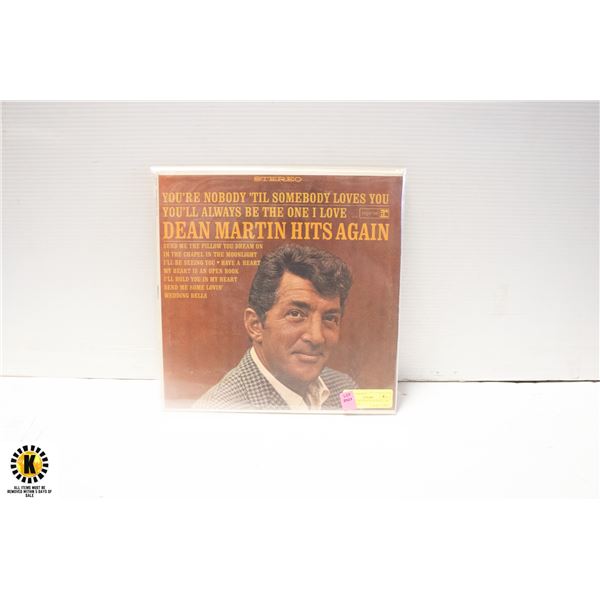 STEREO
YOU'RE NOBODY 'TIL SOMEBODY LOVES YOU
YOU'LL ALWAYS BE THE ONE I LOVE
DEAN MARTIN HITS AGAIN
SEND ME THE PILLOW YOU DREAM ON
IN THE CHAPEL IN THE MOONLIGHT
I'LL BE SEEING YOU • HAVE A HEART
MY HEART IS AN OPEN BOOK
I'LL HOLD YOU IN MY HEART
SEND ME SOME LOVIN'
WEDDING BELLS
LOT
K
ALL ITEMS MUST BE
REMOVED WITHIN 5 DAYS OF
SALE